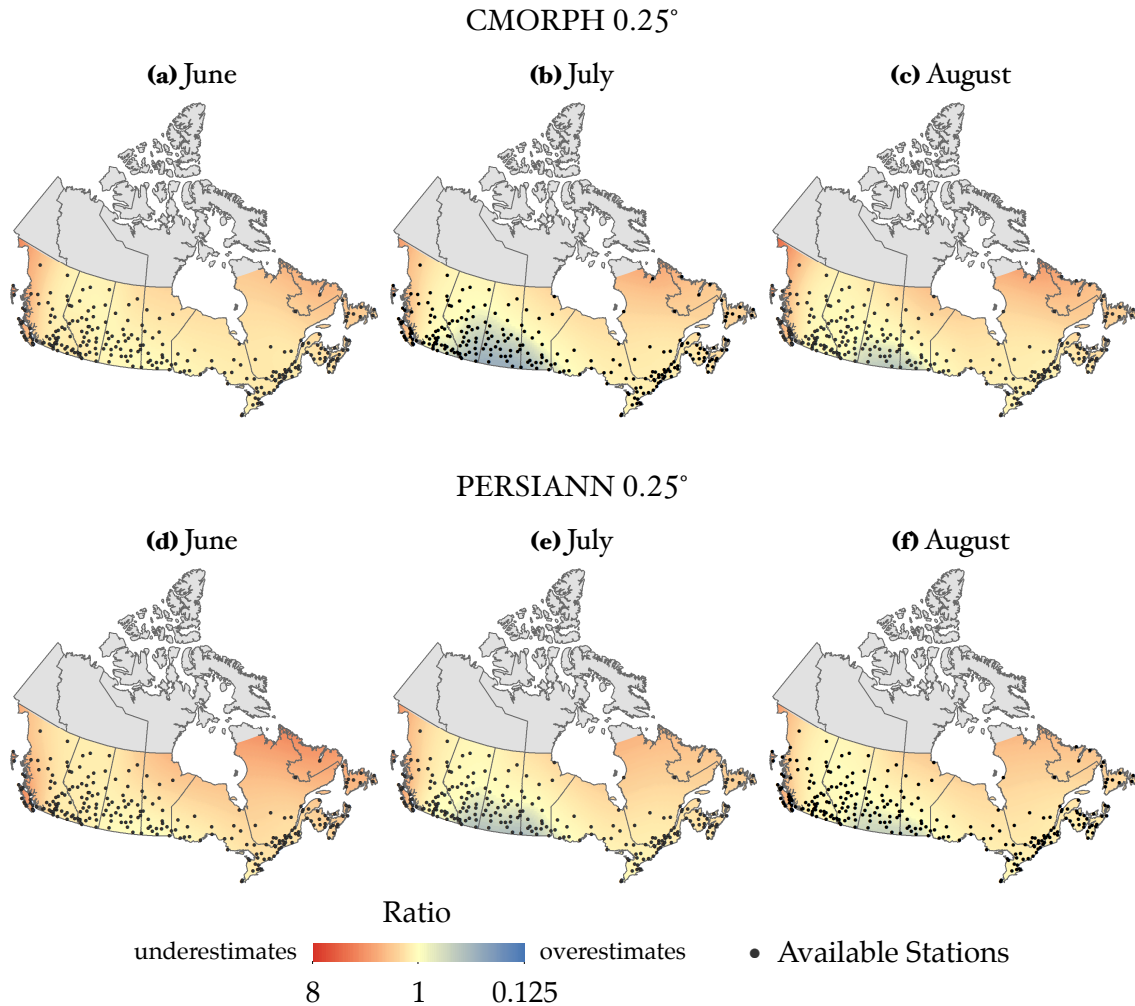 CMORPH 0.25°
(a) June
(b) July
(c) August
PERSIANN 0.25°
(d) June
(e) July
(f) August
Ratio
underestimates
overestimates
• Available Stations
8
1
0.125